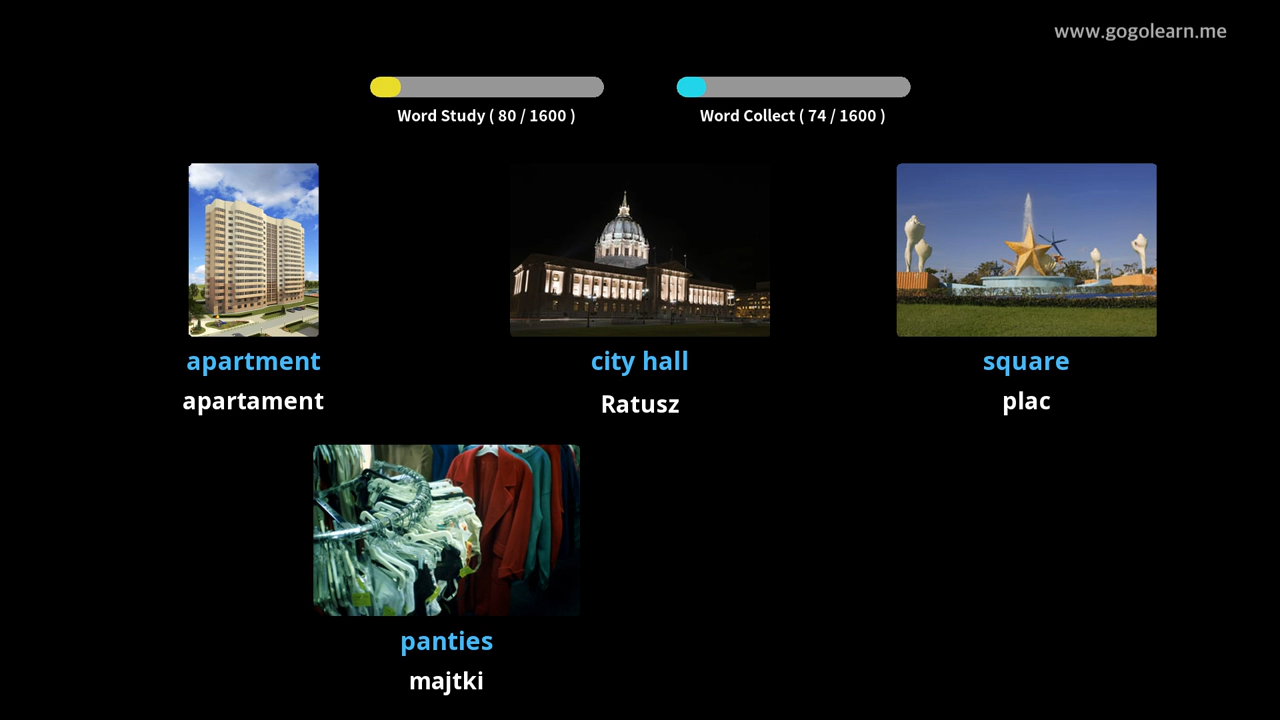 www.gogolearn.me
Word Study ( 80 / 1600 )
Word Collect ( 74 / 1600 )
apartment
apartament
city hall
Ratusz
square
plac
panties
majtki